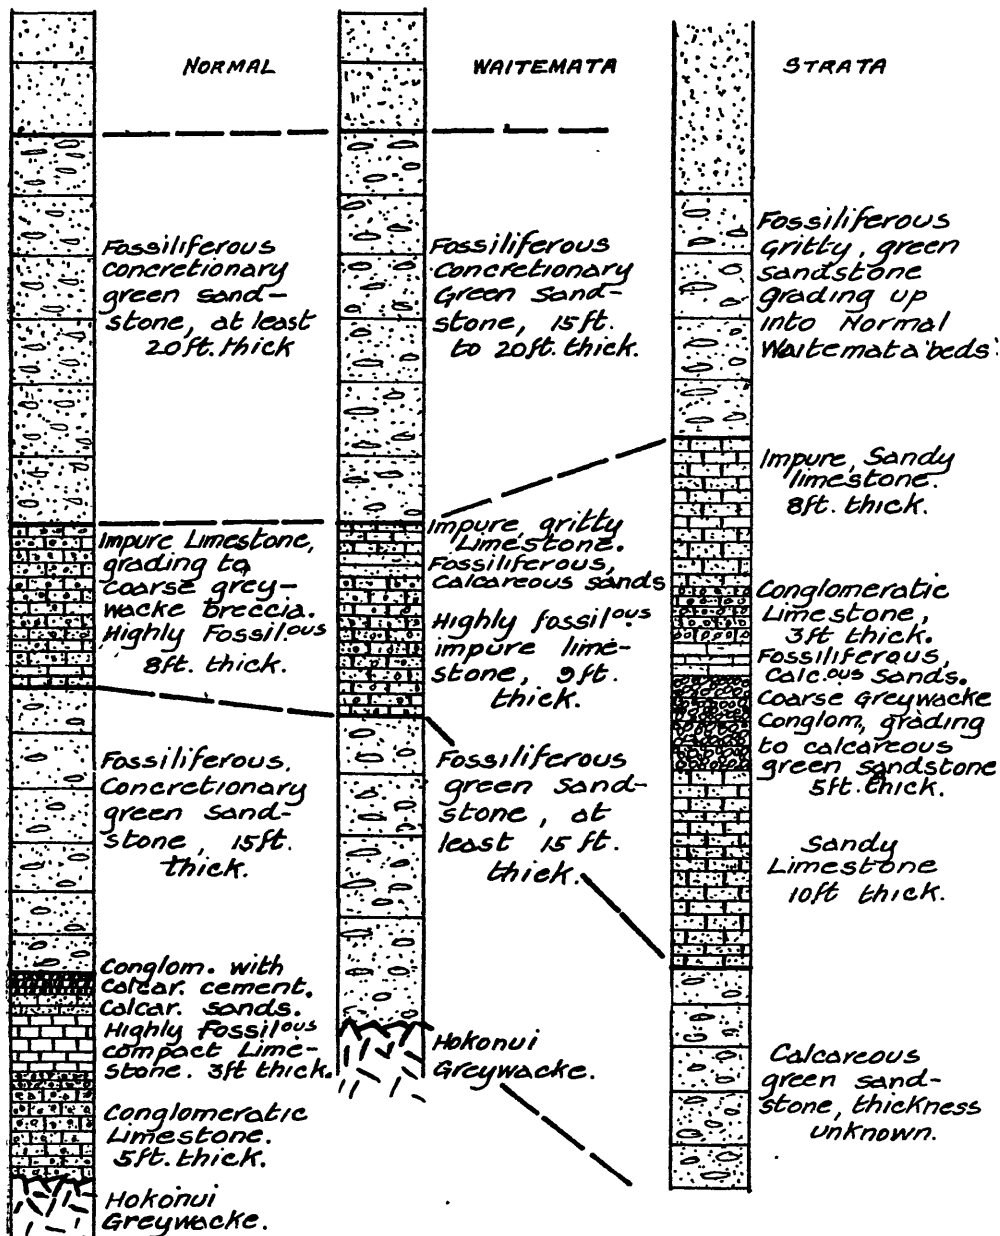 NORMAL WAITEMATA STRATA
Fossiliferous
concretionary
green sand-
stone, at least
20ft. thick
Impure Limestone,
grading to
coarse grey-
wacke breccia.
Highly Fossil.ous
8ft. thick.
Fossiliferous.
Concretionary
green sand-
stone, 15ft.
thick.
Conglom. with
calcar. cement.
Calcar. sands.
Highly Fossil.ous
compact Lime-
stone. 3ft thick.
Conglomeratic
Limestone.
5ft. thick.
Hokonui
Greywacke.
Fossiliferous
Concretionary
Green Sand-
stone, 15ft.
to 20ft. thick.
Impure, gritty
Limestone.
Fossiliferous,
Calcareous sands
Highly fossil.ous
impure lime-
stone, 9ft.
thick.
Fossiliferous
green sand-
stone, at
least 15 ft.
thick.
Hokonui
Greywacke.
Fossiliferous
Gritty, green
sandstone
grading up
into Normal
Waitemata beds.
Impure, Sandy
limestone.
8ft. thick.
Conglomeratic
Limestone,
3ft thick.
Fossiliferous,
Calc.ous Sands.
Coarse Greywacke
Conglom, grading
to calcareous
green sandstone
5ft. thick.
Sandy
Limestone
10ft thick.
Calcareous
green sand-
stone, thickness
unknown.